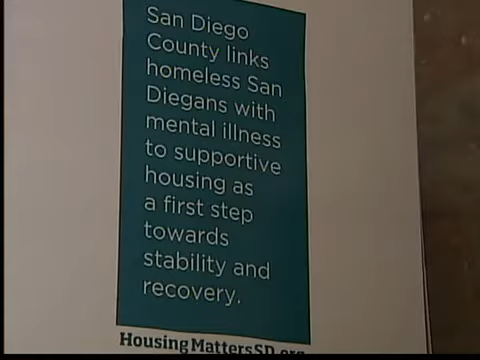 San Diego
County links
homeless San
Diegans with
mental illness
to supportive
housing as
a first step
towards
stability and
recovery.
HousingMattersSD.org